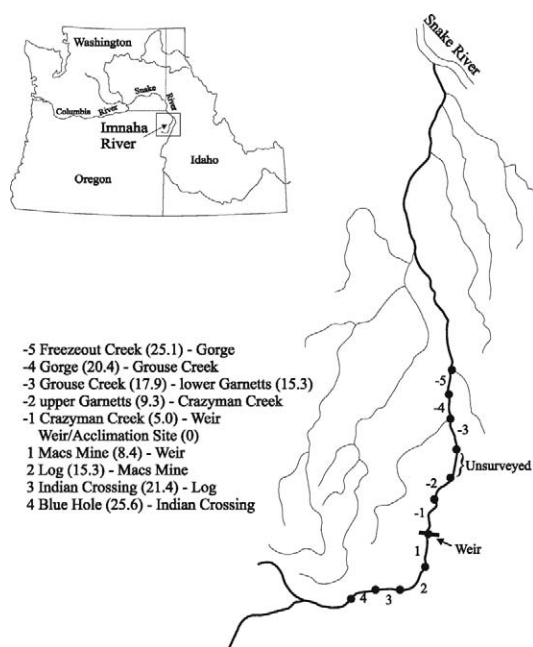 Washington
Snake
Columbia
River
River
Imnaha
River
Idaho
Oregon
Snake River
-5 Freezeout Creek (25.1) - Gorge
-4 Gorge (20.4) - Grouse Creek
-3 Grouse Creek (17.9) - lower Garnetts (15.3)
-2 upper Garnetts (9.3) - Crazyman Creek
-1 Crazyman Creek (5.0) - Weir
Weir/Acclimation Site (0)
1 Macs Mine (8.4) - Weir
2 Log (15.3) - Macs Mine
3 Indian Crossing (21.4) - Log
4 Blue Hole (25.6) - Indian Crossing
-5
-4
-3
Unsurveyed
-2
-1
Weir
1
2
3
4